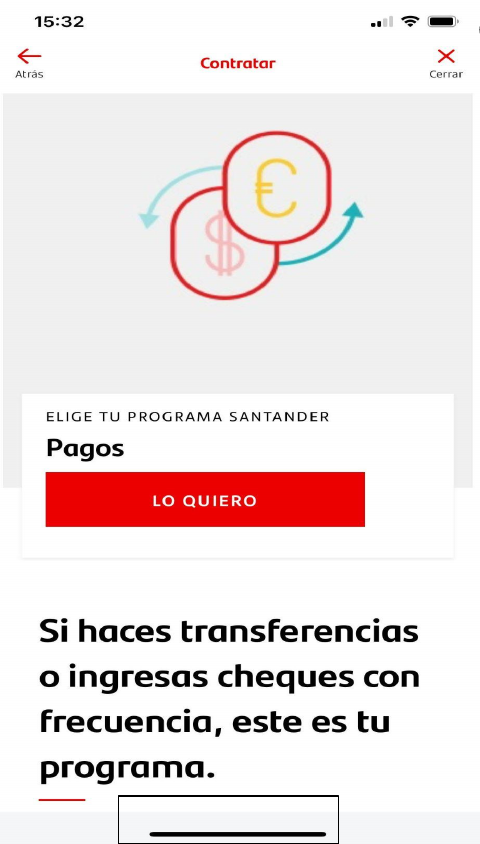 15:32
Atrás
Contratar
Cerrar
€
$
ELIGE TU PROGRAMA SANTANDER
Pagos
LO QUIERO
Si haces transferencias
o ingresas cheques con
frecuencia, este es tu
programa.